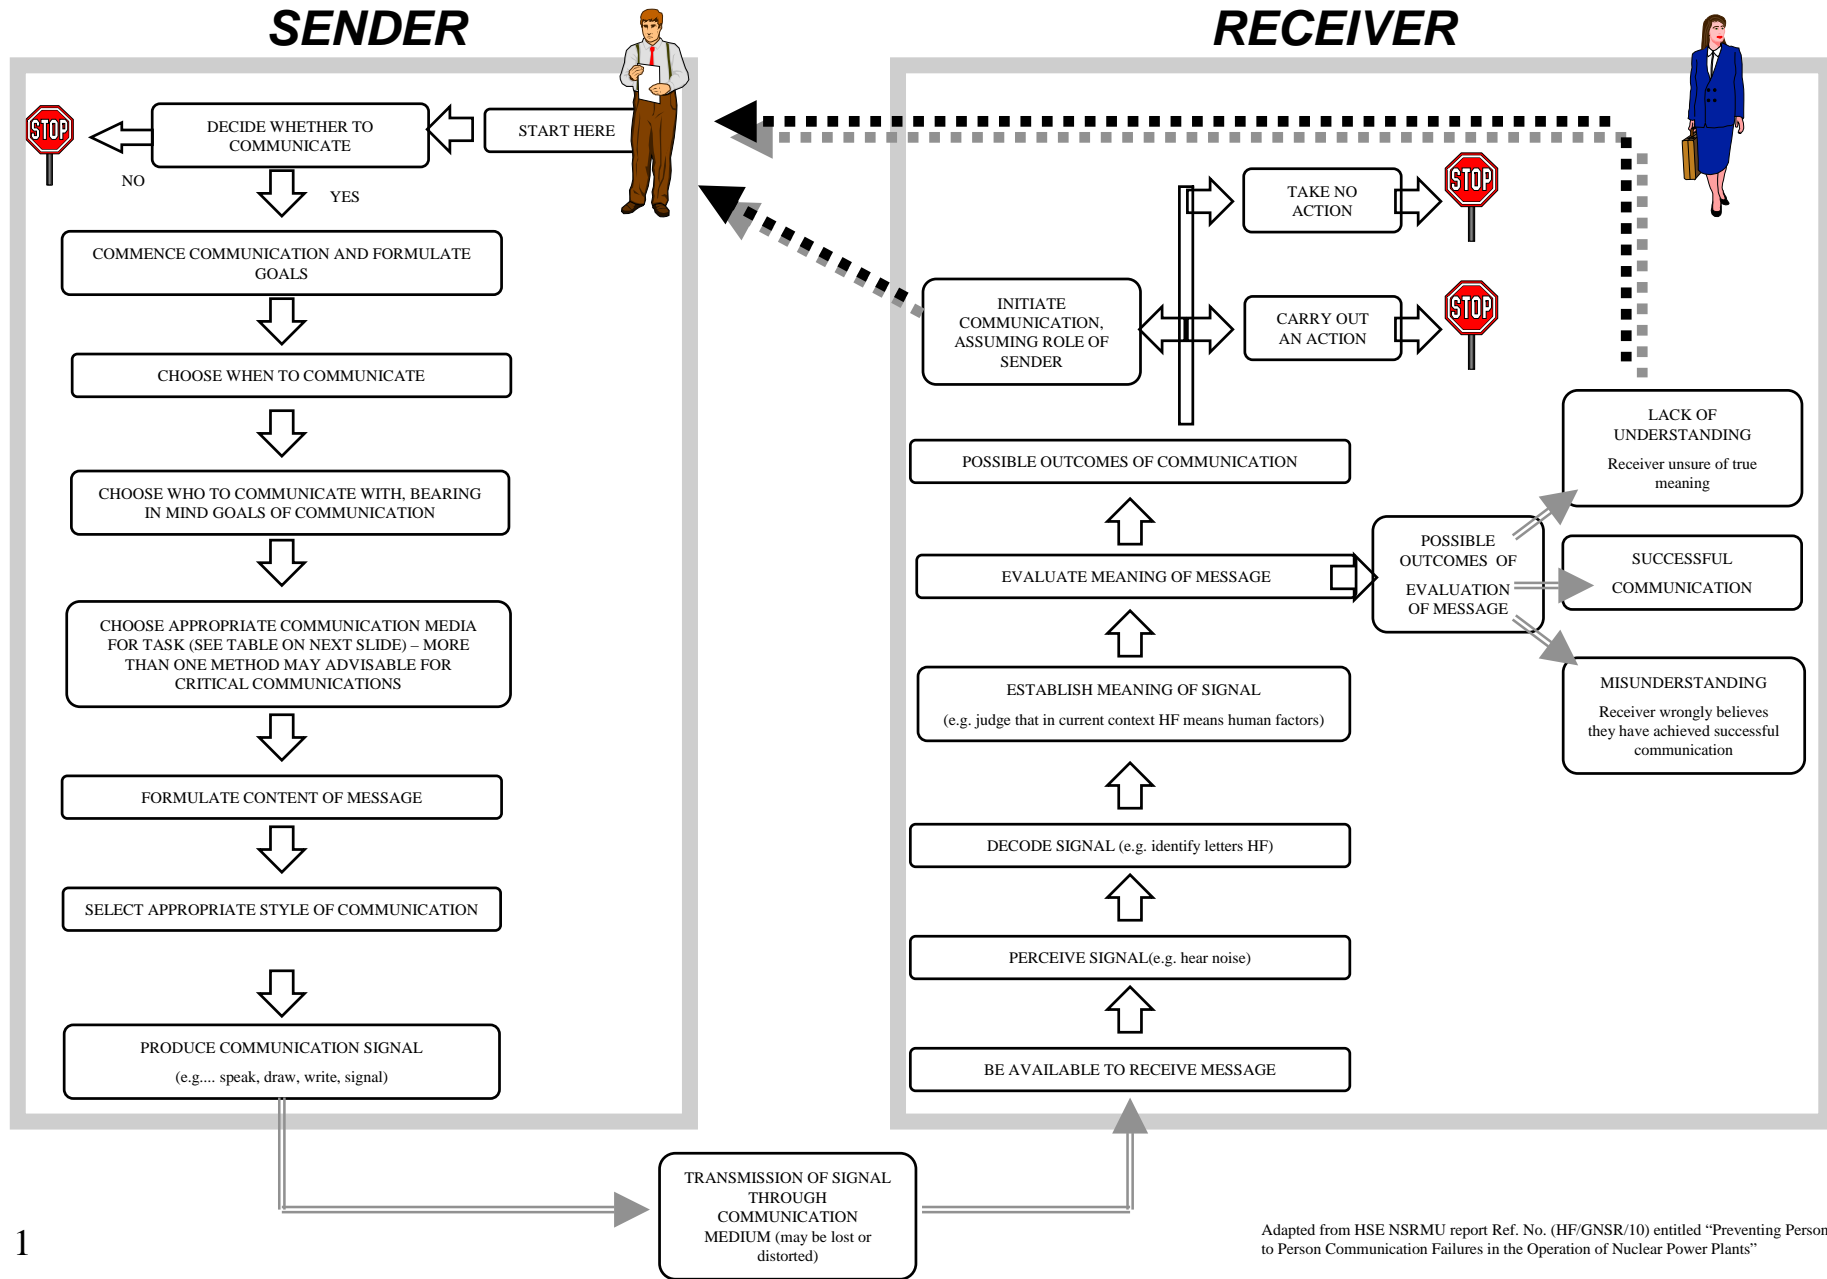 SENDER
RECEIVER
STOP
DECIDE WHETHER TO
COMMUNICATE
START HERE
NO
YES
COMMENCE COMMUNICATION AND FORMULATE
GOALS
CHOOSE WHEN TO COMMUNICATE
CHOOSE WHO TO COMMUNICATE WITH, BEARING
IN MIND GOALS OF COMMUNICATION
CHOOSE APPROPRIATE COMMUNICATION MEDIA
FOR TASK (SEE TABLE ON NEXT SLIDE) – MORE
THAN ONE METHOD MAY ADVISABLE FOR
CRITICAL COMMUNICATIONS
FORMULATE CONTENT OF MESSAGE
SELECT APPROPRIATE STYLE OF COMMUNICATION
PRODUCE COMMUNICATION SIGNAL
(e.g.... speak, draw, write, signal)
TRANSMISSION OF SIGNAL
THROUGH
COMMUNICATION
MEDIUM (may be lost or
distorted)
TAKE NO
ACTION
STOP
INITIATE
COMMUNICATION,
ASSUMING ROLE OF
SENDER
CARRY OUT
AN ACTION
STOP
POSSIBLE OUTCOMES OF COMMUNICATION
EVALUATE MEANING OF MESSAGE
ESTABLISH MEANING OF SIGNAL
(e.g. judge that in current context HF means human factors)
DECODE SIGNAL (e.g. identify letters HF)
PERCEIVE SIGNAL(e.g. hear noise)
BE AVAILABLE TO RECEIVE MESSAGE
POSSIBLE
OUTCOMES OF
EVALUATION
OF MESSAGE
LACK OF
UNDERSTANDING
Receiver unsure of true
meaning
SUCCESSFUL
COMMUNICATION
MISUNDERSTANDING
Receiver wrongly believes
they have achieved successful
communication
1
Adapted from HSE NSRMU report Ref. No. (HF/GNSR/10) entitled “Preventing Person
to Person Communication Failures in the Operation of Nuclear Power Plants”